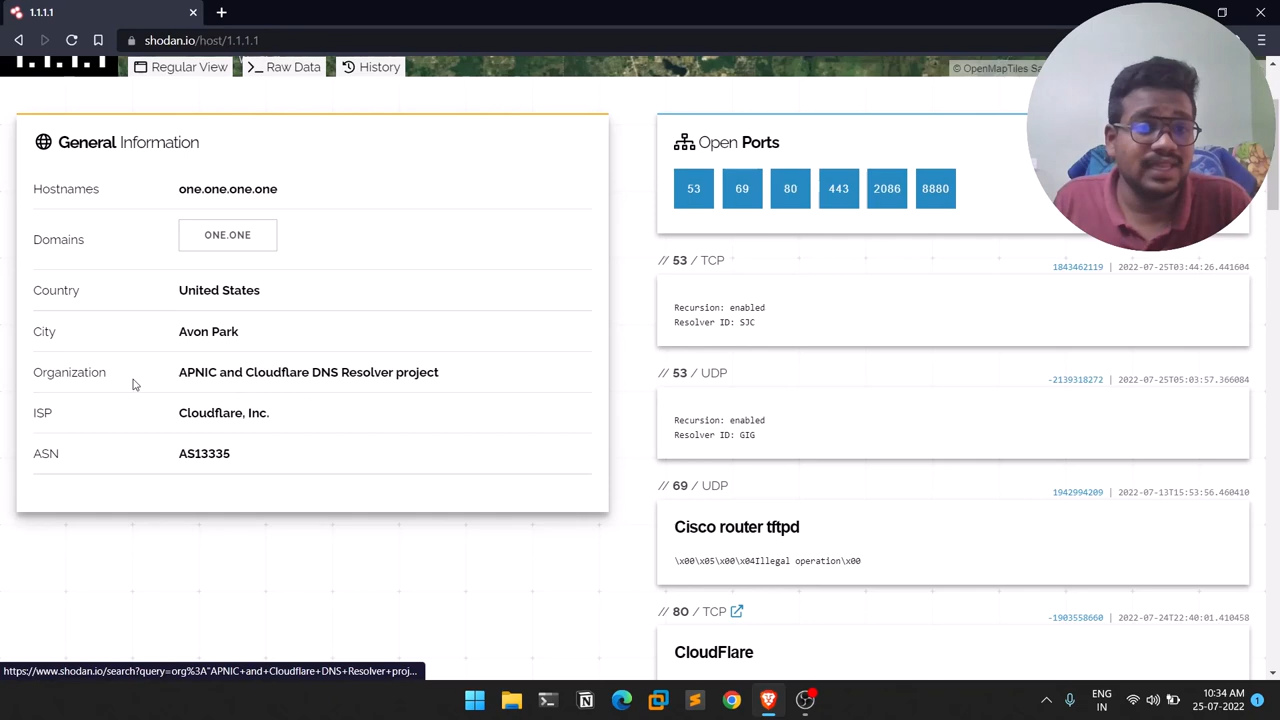 1.1.1.1
shodan.io/host/1.1.1.1
1.1.1.1
Regular View
Raw Data
History
© OpenMapTiles
General Information
Hostnames
one.one.one.one
Domains
ONE.ONE
Country
United States
City
Avon Park
Organization
APNIC and Cloudflare DNS Resolver project
ISP
Cloudflare, Inc.
ASN
AS13335
Open Ports
53 69 80 443 2086 8880
// 53 / TCP
1843462119 | 2022-07-25T03:44:26.441604
Recursion: enabled
Resolver ID: SJC
// 53 / UDP
-2139318272 | 2022-07-25T05:03:57.366084
Recursion: enabled
Resolver ID: GIG
// 69 / UDP
1942994209 | 2022-07-13T15:53:56.460410
Cisco router tftpd
\x00\x05\x00\x04Illegal operation\x00
// 80 / TCP
-1903558660 | 2022-07-24T22:40:01.410458
CloudFlare
https://www.shodan.io/search?query=org%3A"APNIC+and+Cloudflare+DNS+Resolver+proj...
ENG
IN
10:34 AM
25-07-2022
1